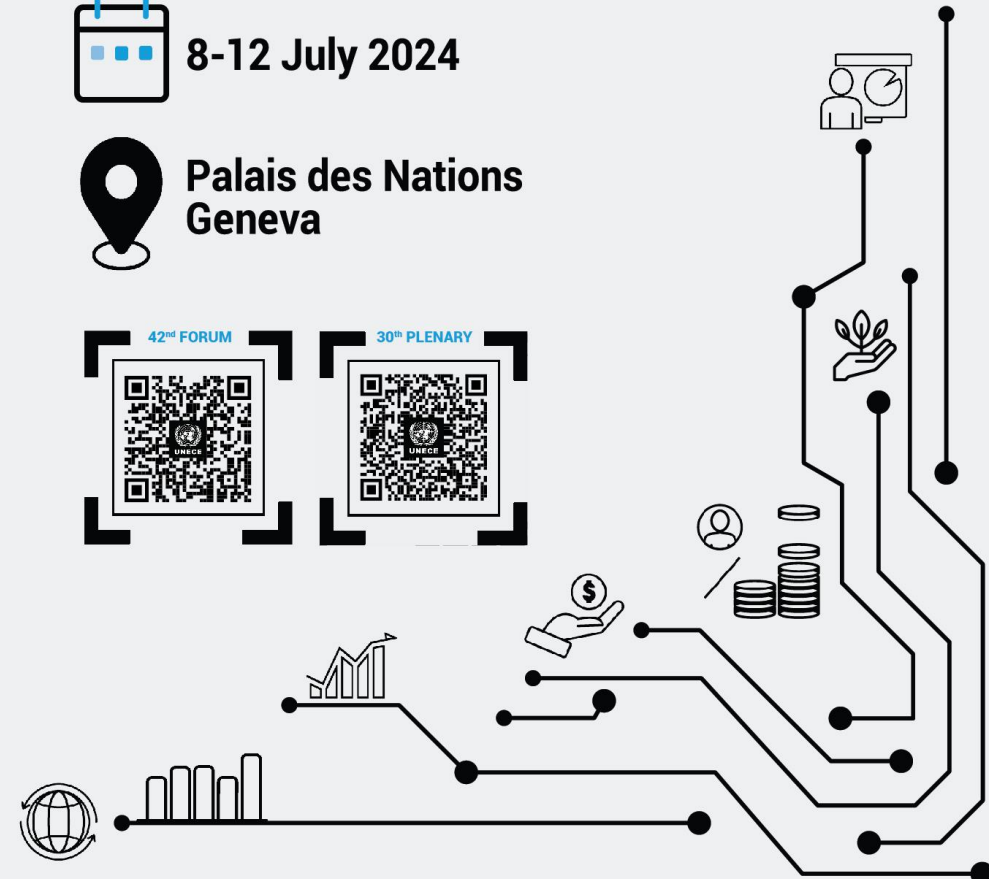 8-12 July 2024
Palais des Nations
Geneva
42nd FORUM
30th PLENARY
UNECE
UNECE
$